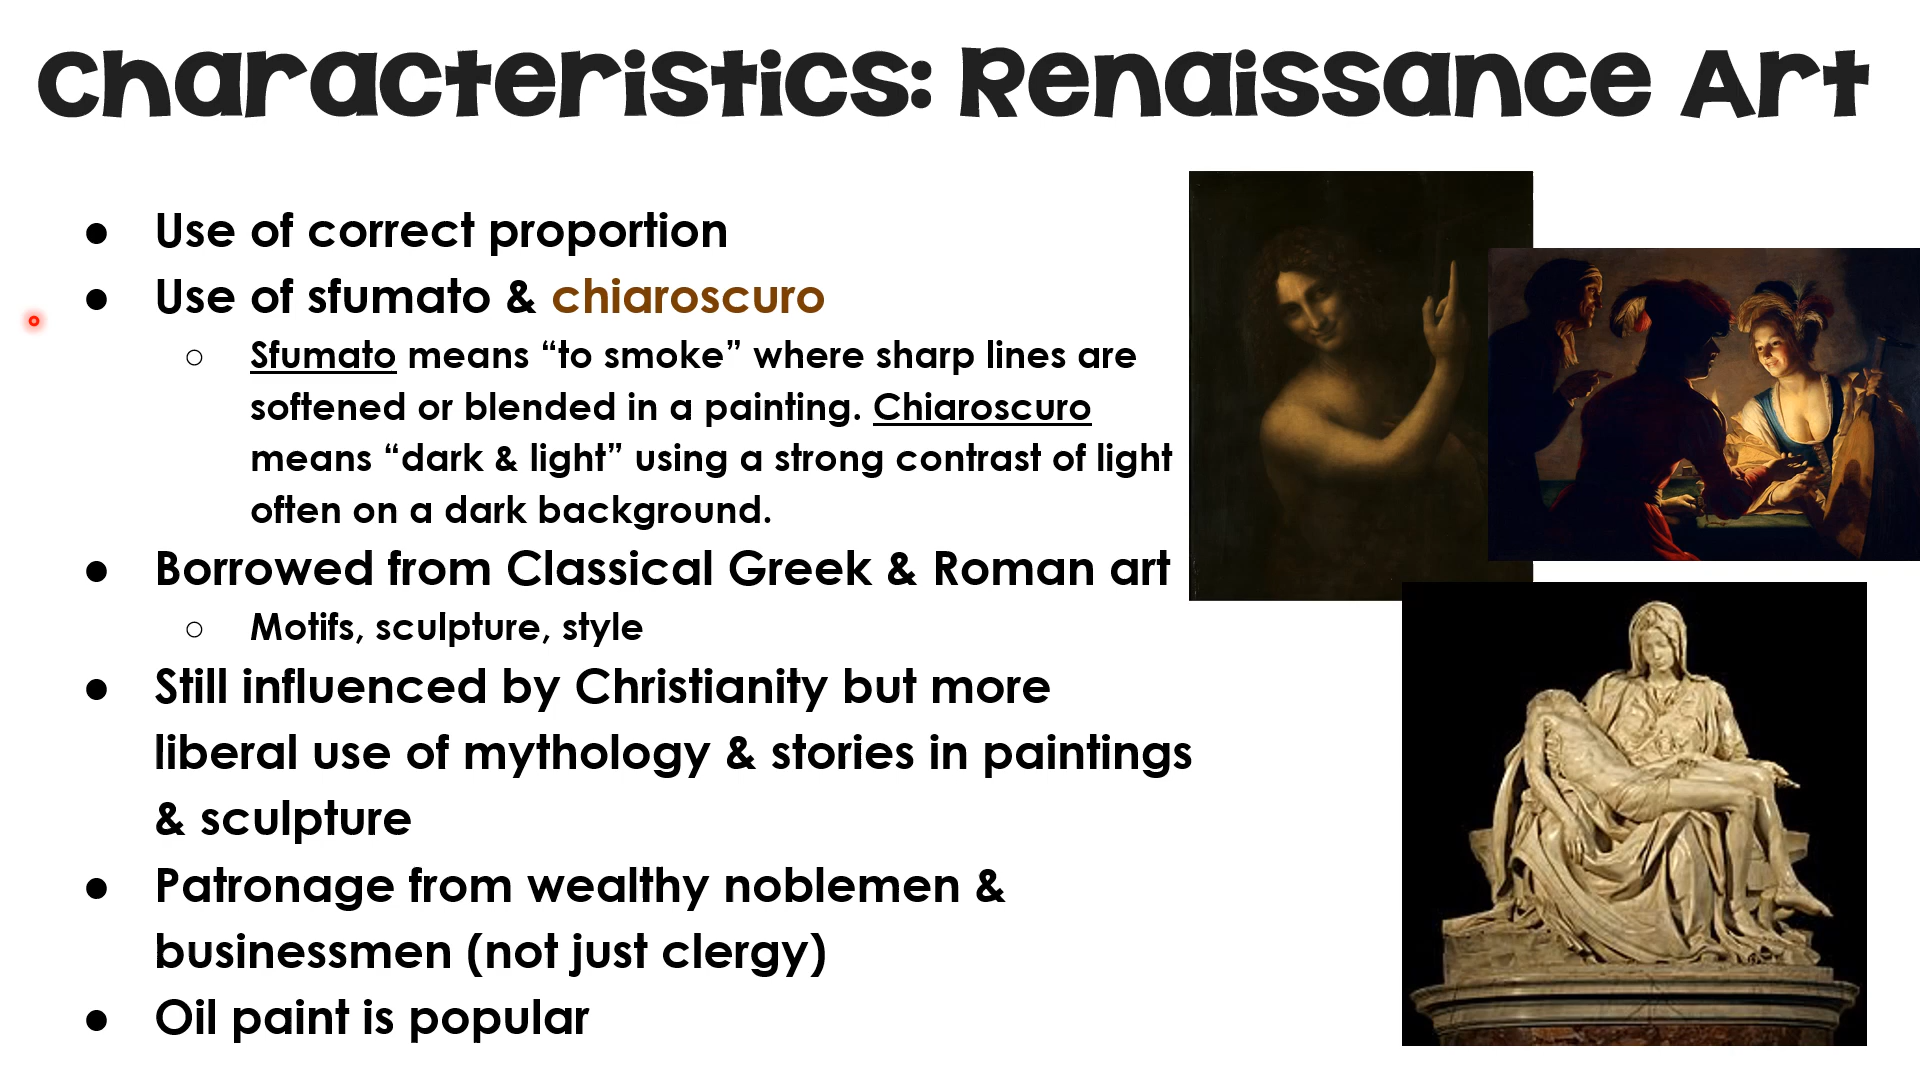 Characteristics: Renaissance Art
● Use of correct proportion
● Use of sfumato & chiaroscuro
○ Sfumato means “to smoke” where sharp lines are
softened or blended in a painting. Chiaroscuro
means “dark & light” using a strong contrast of light
often on a dark background.
● Borrowed from Classical Greek & Roman art
○ Motifs, sculpture, style
● Still influenced by Christianity but more
liberal use of mythology & stories in paintings
& sculpture
● Patronage from wealthy noblemen &
businessmen (not just clergy)
● Oil paint is popular